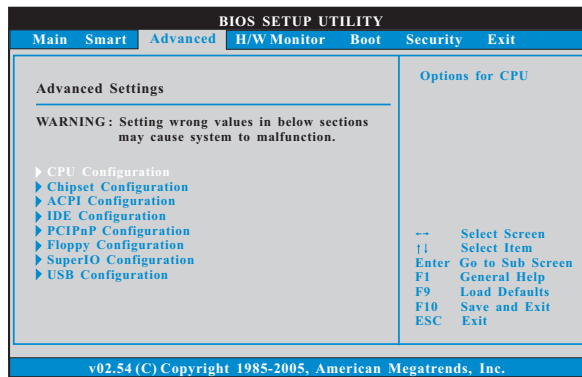 BIOS SETUP UTILITY
Main Smart Advanced H/W Monitor Boot Security Exit
Advanced Settings
WARNING : Setting wrong values in below sections
may cause system to malfunction.
CPU Configuration
Chipset Configuration
ACPI Configuration
IDE Configuration
PCIPnP Configuration
Floppy Configuration
SuperIO Configuration
USB Configuration
Options for CPU
←→ Select Screen
↑↓ Select Item
Enter Go to Sub Screen
F1 General Help
F9 Load Defaults
F10 Save and Exit
ESC Exit
v02.54 (C) Copyright 1985-2005, American Megatrends, Inc.